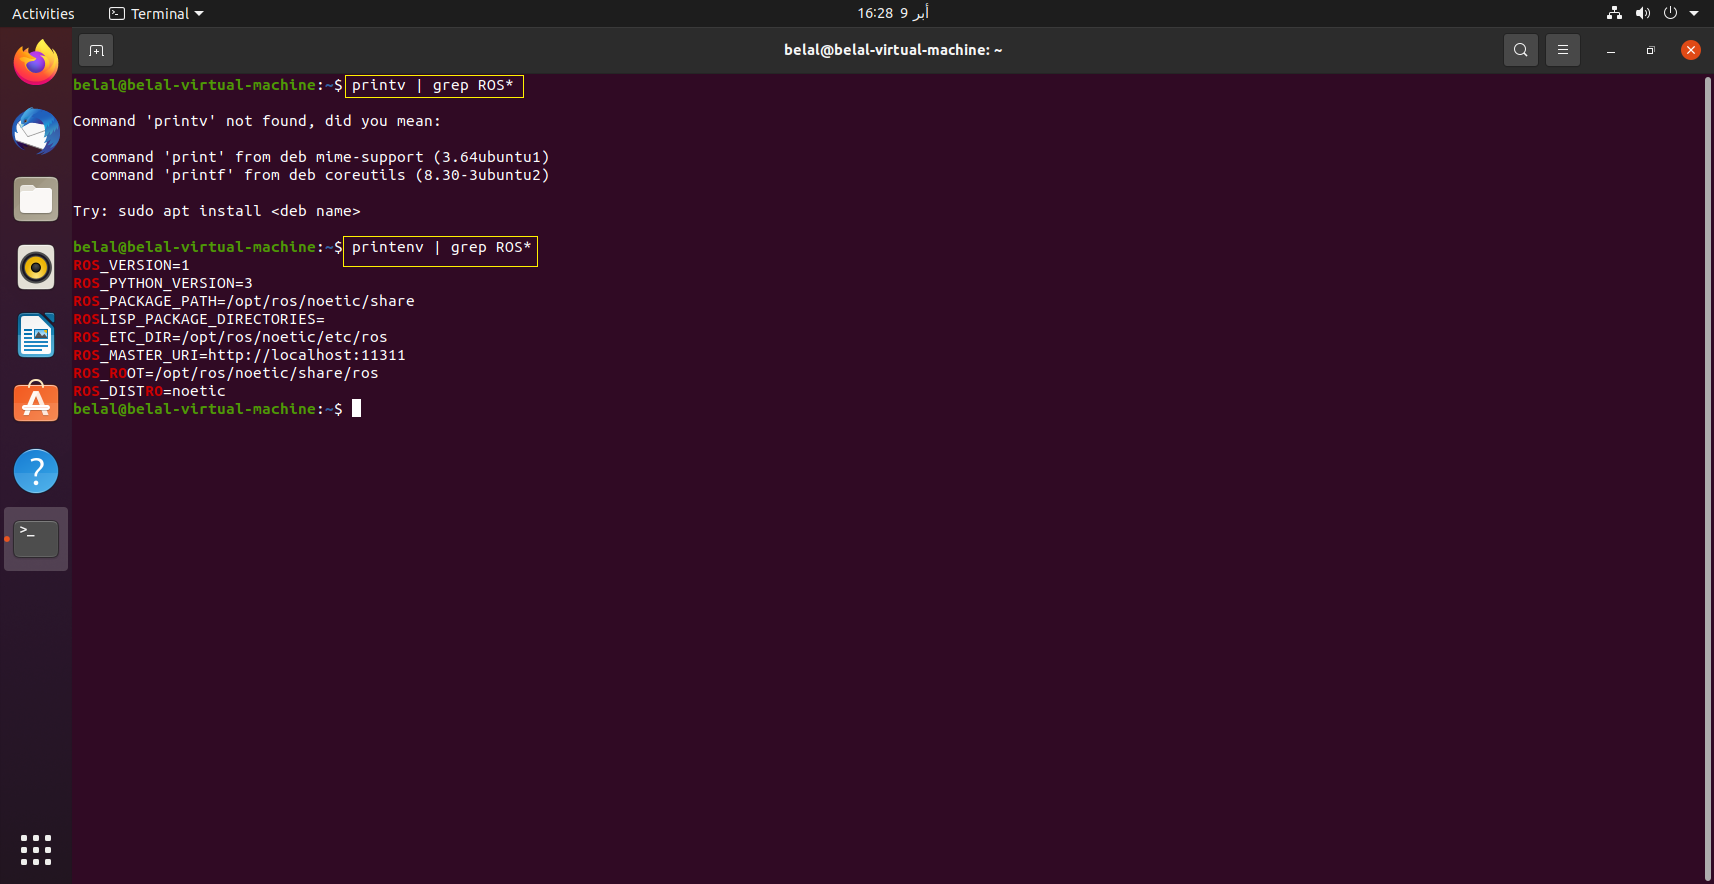 Activities Terminal 16:28 9 أبر
belal@belal-virtual-machine: ~
belal@belal-virtual-machine:~$ printv | grep ROS*
Command 'printv' not found, did you mean:
command 'print' from deb mime-support (3.64ubuntu1)
command 'printf' from deb coreutils (8.30-3ubuntu2)
Try: sudo apt install <deb name>
belal@belal-virtual-machine:~$ printenv | grep ROS*
ROS_VERSION=1
ROS_PYTHON_VERSION=3
ROS_PACKAGE_PATH=/opt/ros/noetic/share
ROSLISP_PACKAGE_DIRECTORIES=
ROS_ETC_DIR=/opt/ros/noetic/etc/ros
ROS_MASTER_URI=http://localhost:11311
ROS_ROOT=/opt/ros/noetic/share/ros
ROS_DISTRO=noetic
belal@belal-virtual-machine:~$